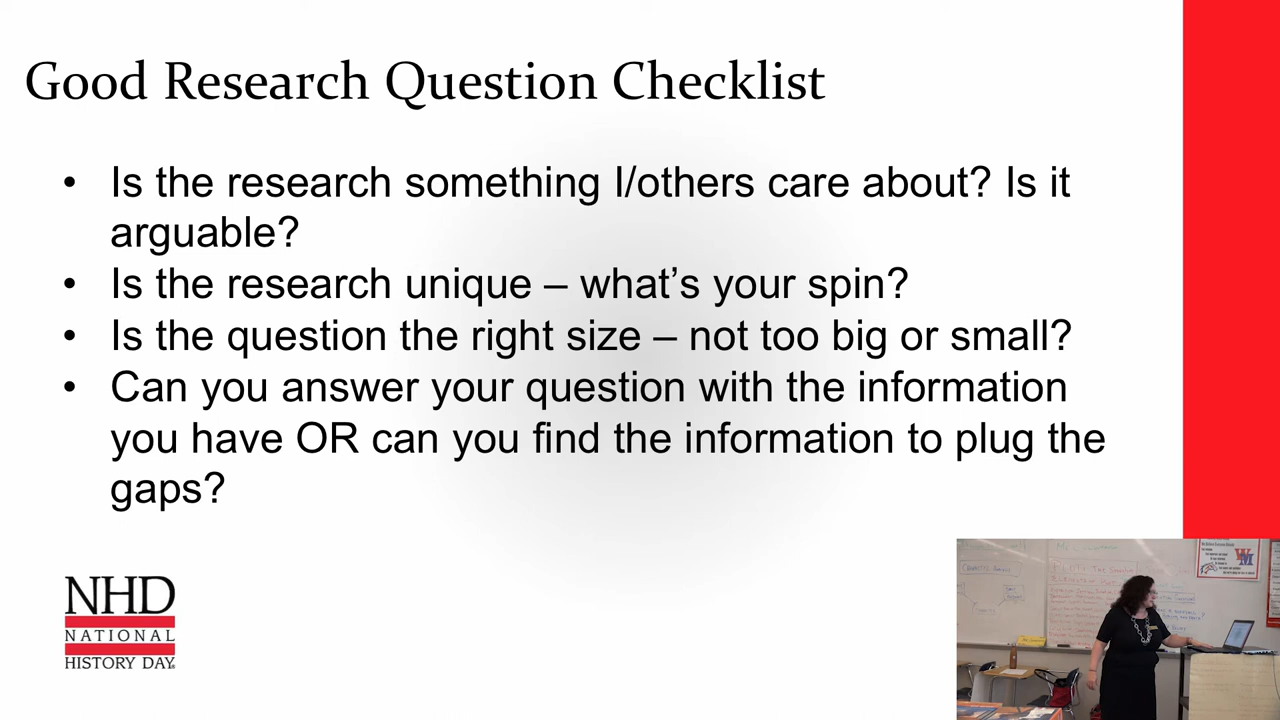 Good Research Question Checklist
• Is the research something I/others care about? Is it
arguable?
• Is the research unique – what’s your spin?
• Is the question the right size – not too big or small?
• Can you answer your question with the information
you have OR can you find the information to plug the
gaps?
NHD
NATIONAL
HISTORY DAY
WM